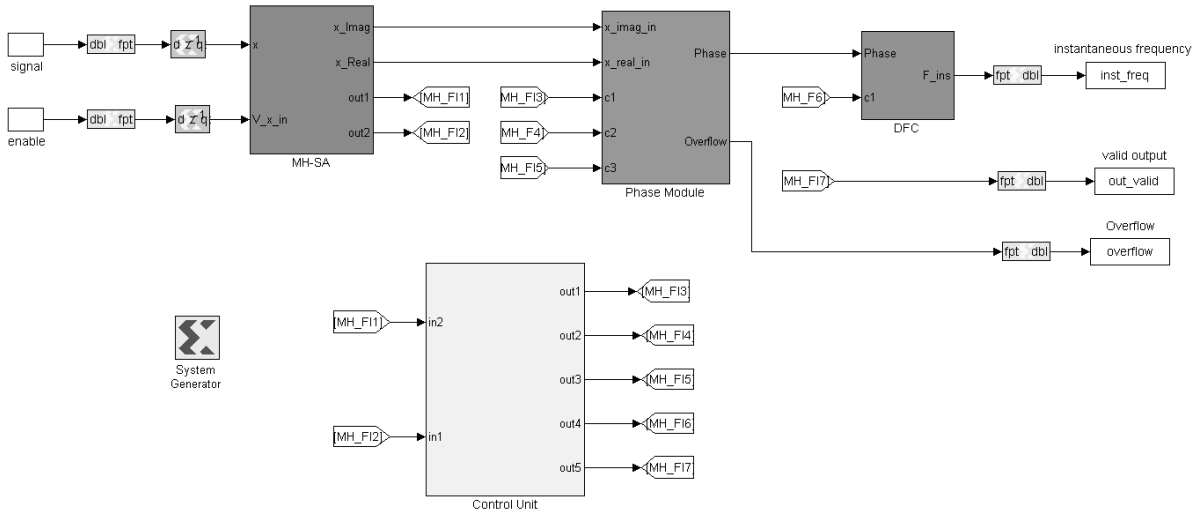 signal
dbl fpt
d z⁻¹ q
enable
dbl fpt
d z⁻¹ q
x
V_x_in
x_Imag
x_Real
out1
out2
MH-SA
[MH_FI1]
[MH_FI2]
MH_FI3]
MH_F4]
MH_FI5]
x_imag_in
x_real_in
c1
c2
c3
Phase
Overflow
Phase Module
MH_F6]
Phase
c1
F_ins
DFC
fpt dbl
instantaneous frequency
inst_freq
MH_FI7]
fpt dbl
valid output
out_valid
fpt dbl
Overflow
overflow
System
Generator
[MH_FI1]
[MH_FI2]
in2
in1
out1
out2
out3
out4
out5
Control Unit
[MH_FI3]
[MH_FI4]
[MH_FI5]
[MH_FI6]
[MH_FI7]